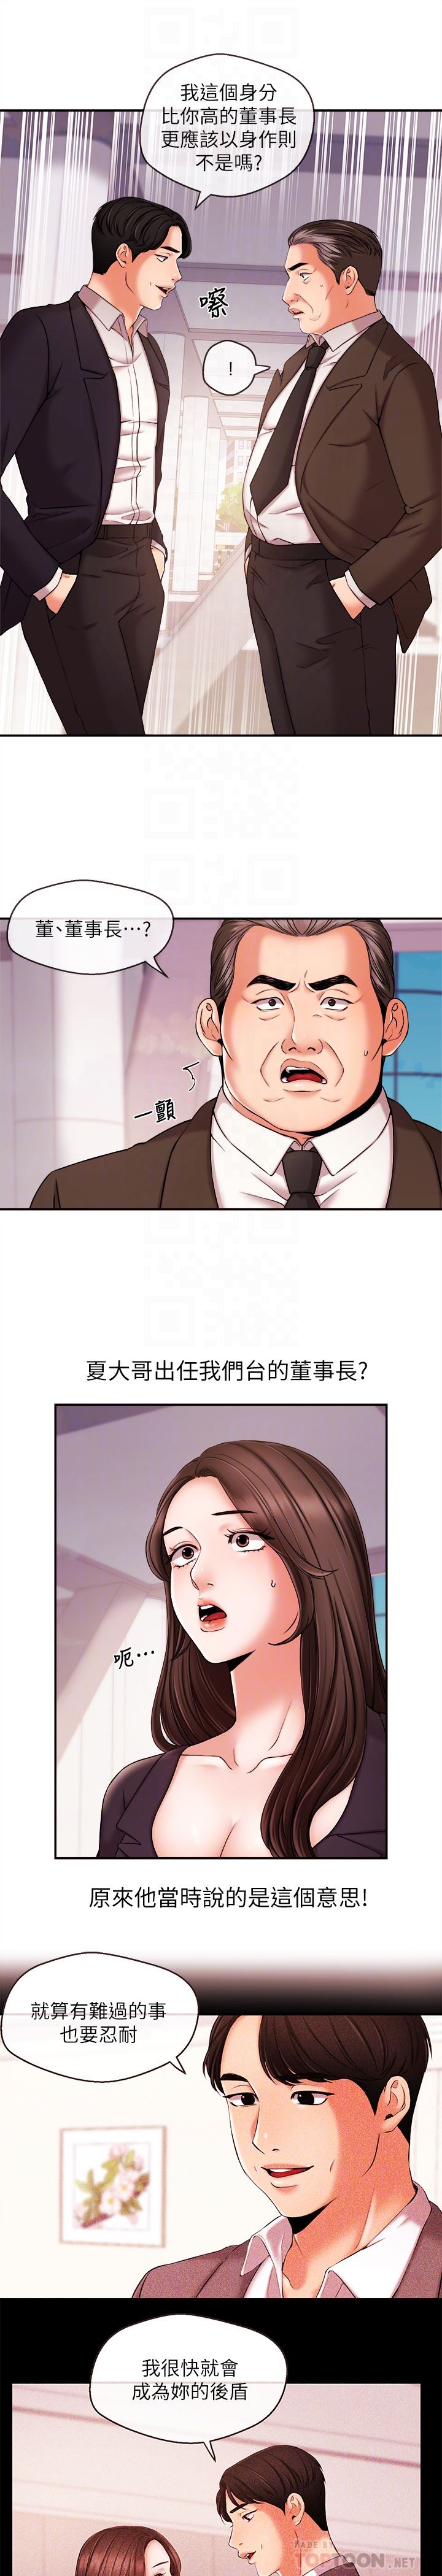 我這個身分
比你高的董事長
更應該以身作則
不是嗎?
嚓
!
董、董事長…?
一顫
夏大哥出任我們台的董事長?
呃…
原來他當時說的是這個意思!
就算有難過的事
也要忍耐
我很快就會
成為妳的後盾
MADE BY
TOPTOON.NET